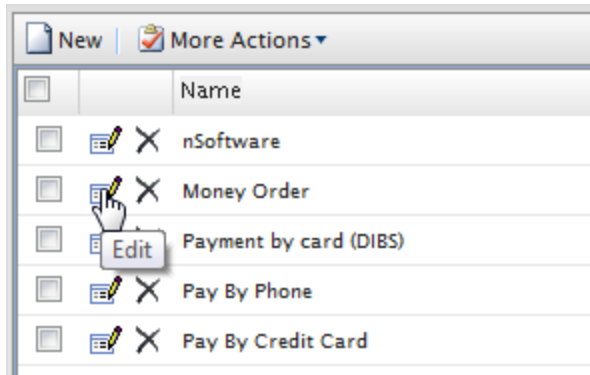 New More Actions
Name
nSoftware
Money Order
Payment by card (DIBS)
Edit
Pay By Phone
Pay By Credit Card